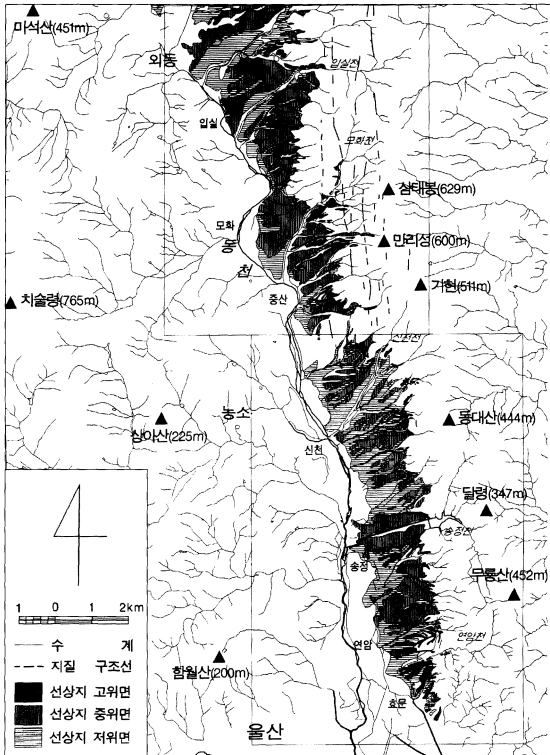 마석산(451m)
외동
입실천
입실
모화천
삼태봉(629m)
모화
만리성(600m)
동천
기현(511m)
치술령(765m)
중산
신천천
농소
동대산(444m)
삼아산(225m)
신천
달령(347m)
송정천
송정
무룡산(452m)
연암천
연암
함월산(200m)
효문
울산
1 0 1 2km
수 계
지질 구조선
선상지 고위면
선상지 중위면
선상지 저위면